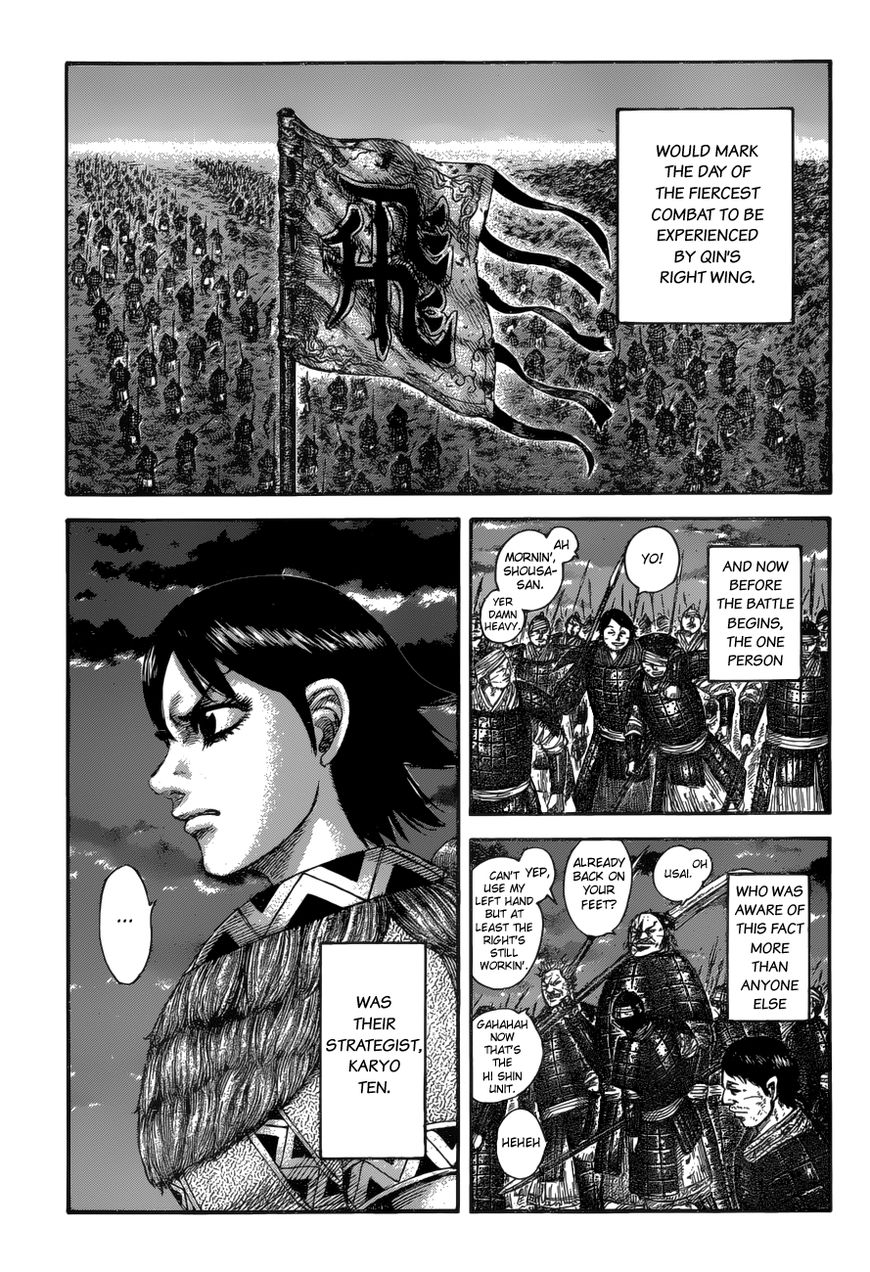 WOULD MARK
THE DAY OF
THE FIERCEST
COMBAT TO BE
EXPERIENCED
BY QIN'S
RIGHT WING.
飛
AND NOW
BEFORE
THE BATTLE
BEGINS,
THE ONE
PERSON
YO!
AH
MORNIN',
SHOUSA-
SAN.
YER
DAMN
HEAVY.
WHO WAS
AWARE OF
THIS FACT
MORE
THAN
ANYONE
ELSE
OH
USAI.
ALREADY
BACK ON
YOUR
FEET?
YEP,
CAN'T
USE MY
LEFT HAND
BUT AT
LEAST THE
RIGHT'S
STILL
WORKIN'.
GAHAHAH
NOW
THAT'S
THE
HI SHIN
UNIT.
HEHEH
...
WAS
THEIR
STRATEGIST,
KARYO
TEN.